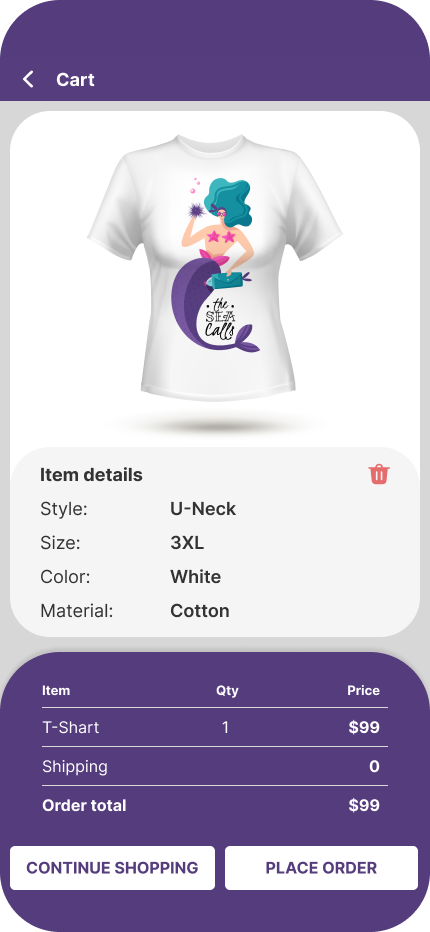 Cart
the
SEA
Calls
Item details
Style: U-Neck
Size: 3XL
Color: White
Material: Cotton
Item Qty Price
T-Shart 1 $99
Shipping 0
Order total $99
CONTINUE SHOPPING PLACE ORDER